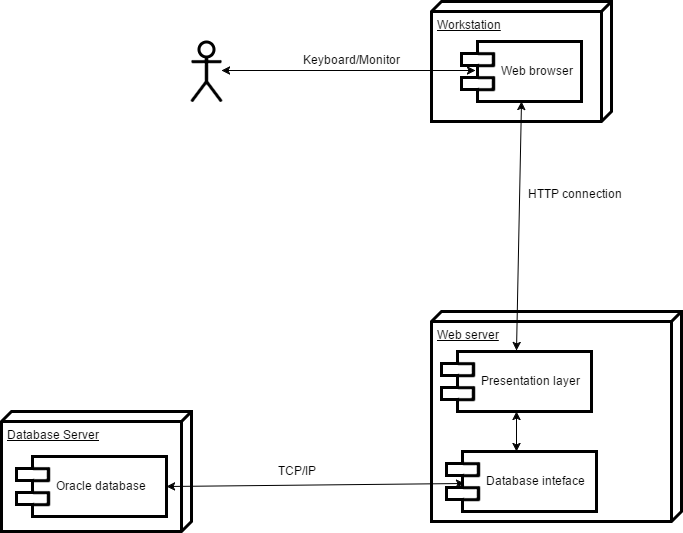 Workstation
Keyboard/Monitor
Web browser
HTTP connection
Web server
Presentation layer
Database Server
TCP/IP
Oracle database
Database inteface